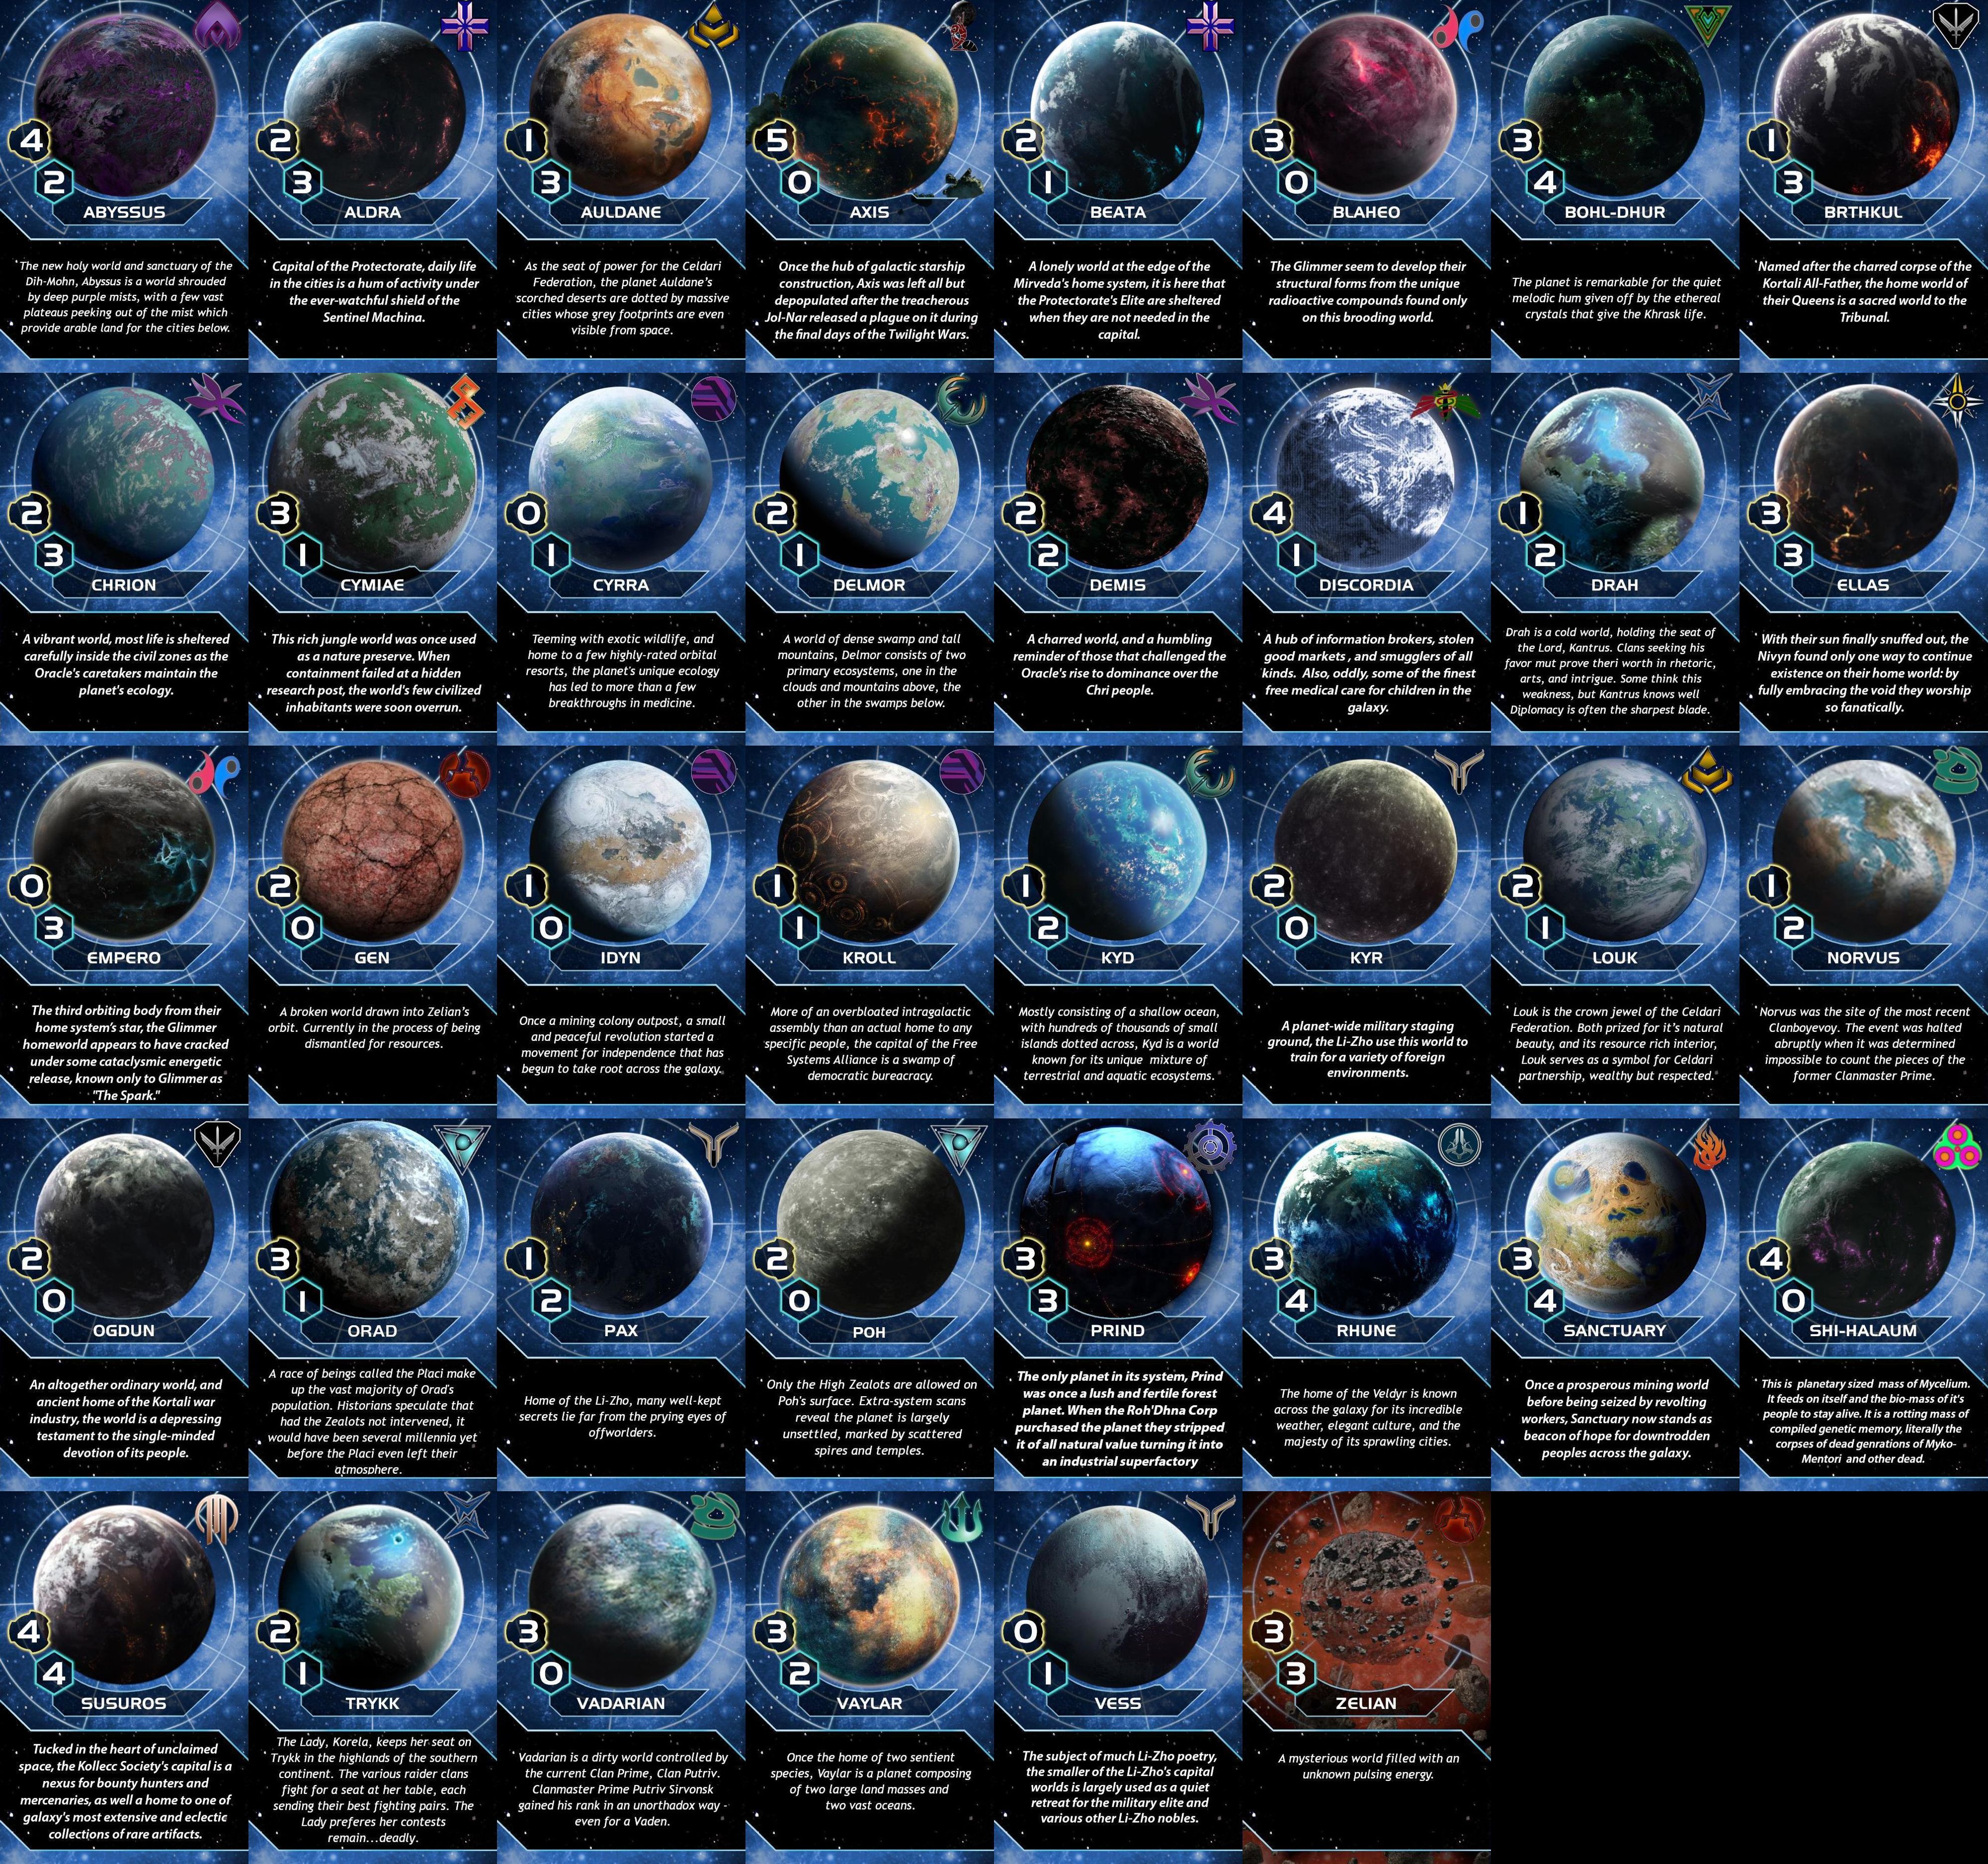 4
2
ABYSSUS
The new holy world and sanctuary of the
Dih-Mohn, Abyssus is a world shrouded
by deep purple mists, with a few vast
plateaus peeking out of the mist which
provide arable land for the cities below.
2
3
ALDRA
Capital of the Protectorate, daily life
in the cities is a hum of activity under
the ever-watchful shield of the
Sentinel Machina.
1
3
AULDANE
As the seat of power for the Celdari
Federation, the planet Auldane's
scorched deserts are dotted by massive
cities whose grey footprints are even
visible from space.
5
0
AXIS
Once the hub of galactic starship
construction, Axis was left all but
depopulated after the treacherous
Jol-Nar released a plague on it during
the final days of the Twilight Wars.
2
1
BEATA
A lonely world at the edge of the
Mirveda's home system, it is here that
the Protectorate's Elite are sheltered
when they are not needed in the
capital.
3
0
BLAHEO
The Glimmer seem to develop their
structural forms from the unique
radioactive compounds found only
on this brooding world.
3
4
BOHL-DHUR
The planet is remarkable for the quiet
melodic hum given off by the ethereal
crystals that give the Khrask life.
1
3
BRTHKUL
Named after the charred corpse of the
Kortali All-Father, the home world of
their Queens is a sacred world to the
Tribunal.
2
3
CHRION
A vibrant world, most life is sheltered
carefully inside the civil zones as the
Oracle's caretakers maintain the
planet's ecology.
3
1
CYMIAE
This rich jungle world was once used
as a nature preserve. When
containment failed at a hidden
research post, the world's few civilized
inhabitants were soon overrun.
0
1
CYRRA
Teeming with exotic wildlife, and
home to a few highly-rated orbital
resorts, the planet's unique ecology
has led to more than a few
breakthroughs in medicine.
2
1
DELMOR
A world of dense swamp and tall
mountains, Delmor consists of two
primary ecosystems, one in the
clouds and mountains above, the
other in the swamps below.
2
2
DEMIS
A charred world, and a humbling
reminder of those that challenged the
Oracle's rise to dominance over the
Chri people.
4
1
DISCORDIA
A hub of information brokers, stolen
good markets , and smugglers of all
kinds. Also, oddly, some of the finest
free medical care for children in the
galaxy.
1
2
DRAH
Drah is a cold world, holding the seat of
the Lord, Kantrus. Clans seeking his
favor mut prove theri worth in rhetoric,
arts, and intrigue. Some think this
weakness, but Kantrus knows well
Diplomacy is often the sharpest blade.
3
3
ELLAS
With their sun finally snuffed out, the
Nivyn found only one way to continue
existence on their home world: by
fully embracing the void they worship
so fanatically.
0
3
EMPERO
The third orbiting body from their
home system's star, the Glimmer
homeworld appears to have cracked
under some cataclysmic energetic
release, known only to Glimmer as
"The Spark."
2
0
GEN
A broken world drawn into Zelian's
orbit. Currently in the process of being
dismantled for resources.
1
0
IDYN
Once a mining colony outpost, a small
and peaceful revolution started a
movement for independence that has
begun to take root across the galaxy.
1
1
KROLL
More of an overbloated intragalactic
assembly than an actual home to any
specific people, the capital of the Free
Systems Alliance is a swamp of
democratic bureacracy.
1
2
KYD
Mostly consisting of a shallow ocean,
with hundreds of thousands of small
islands dotted across, Kyd is a world
known for its unique mixture of
terrestrial and aquatic ecosystems.
2
0
KYR
A planet-wide military staging
ground, the Li-Zho use this world to
train for a variety of foreign
environments.
2
1
LOUK
Louk is the crown jewel of the Celdari
Federation. Both prized for it's natural
beauty, and its resource rich interior,
Louk serves as a symbol for Celdari
partnership, wealthy but respected.
1
2
NORVUS
Norvus was the site of the most recent
Clanboyevoy. The event was halted
abruptly when it was determined
impossible to count the pieces of the
former Clanmaster Prime.
2
0
OGDUN
An altogether ordinary world, and
ancient home of the Kortali war
industry, the world is a depressing
testament to the single-minded
devotion of its people.
3
1
ORAD
A race of beings called the Placi make
up the vast majority of Orad's
population. Historians speculate that
had the Zealots not intervened, it
would have been several millennia yet
before the Placi even left their
atmosphere.
1
2
PAX
Home of the Li-Zho, many well-kept
secrets lie far from the prying eyes of
offworlders.
2
0
POH
Only the High Zealots are allowed on
Poh's surface. Extra-system scans
reveal the planet is largely
unsettled, marked by scattered
spires and temples.
3
3
PRIND
The only planet in its system, Prind
was once a lush and fertile forest
planet. When the Roh'Dhna Corp
purchased the planet they stripped
it of all natural value turning it into
an industrial superfactory
3
4
RHUNE
The home of the Veldyr is known
across the galaxy for its incredible
weather, elegant culture, and the
majesty of its sprawling cities.
3
4
SANCTUARY
Once a prosperous mining world
before being seized by revolting
workers, Sanctuary now stands as
beacon of hope for downtrodden
peoples across the galaxy.
4
0
SHI-HALAUM
This is planetary sized mass of Mycelium.
It feeds on itself and the bio-mass of it's
people to stay alive. It is a rotting mass of
compiled genetic memory, literally the
corpses of dead genrations of Myko-
Mentori and other dead.
4
4
SUSUROS
Tucked in the heart of unclaimed
space, the Kollecc Society's capital is a
nexus for bounty hunters and
mercenaries, as well a home to one of
galaxy's most extensive and eclectic
collections of rare artifacts.
2
1
TRYKK
The Lady, Korela, keeps her seat on
Trykk in the highlands of the southern
continent. The various raider clans
fight for a seat at her table, each
sending their best fighting pairs. The
Lady preferes her contests
remain...deadly.
3
0
VADARIAN
Vadarian is a dirty world controlled by
the current Clan Prime, Clan Putriv.
Clanmaster Prime Putriv Sirvonsk
gained his rank in an unorthodox way -
even for a Vaden.
3
2
VAYLAR
Once the home of two sentient
species, Vaylar is a planet composing
of two large land masses and
two vast oceans.
0
1
VESS
The subject of much Li-Zho poetry,
the smaller of the Li-Zho's capital
worlds is largely used as a quiet
retreat for the military elite and
various other Li-Zho nobles.
3
3
ZELIAN
A mysterious world filled with an
unknown pulsing energy.